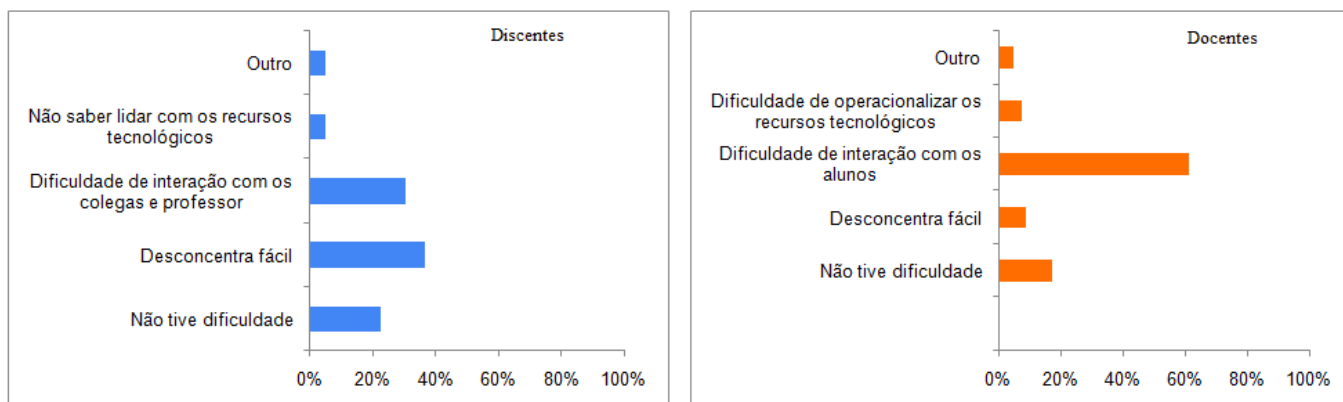 Discentes
Outro
Não saber lidar com os recursos
tecnológicos
Dificuldade de interação com os
colegas e professor
Desconcentra fácil
Não tive dificuldade
0% 20% 40% 60% 80% 100%
Docentes
Outro
Dificuldade de operacionalizar os
recursos tecnológicos
Dificuldade de interação com os
alunos
Desconcentra fácil
Não tive dificuldade
0% 20% 40% 60% 80% 100%